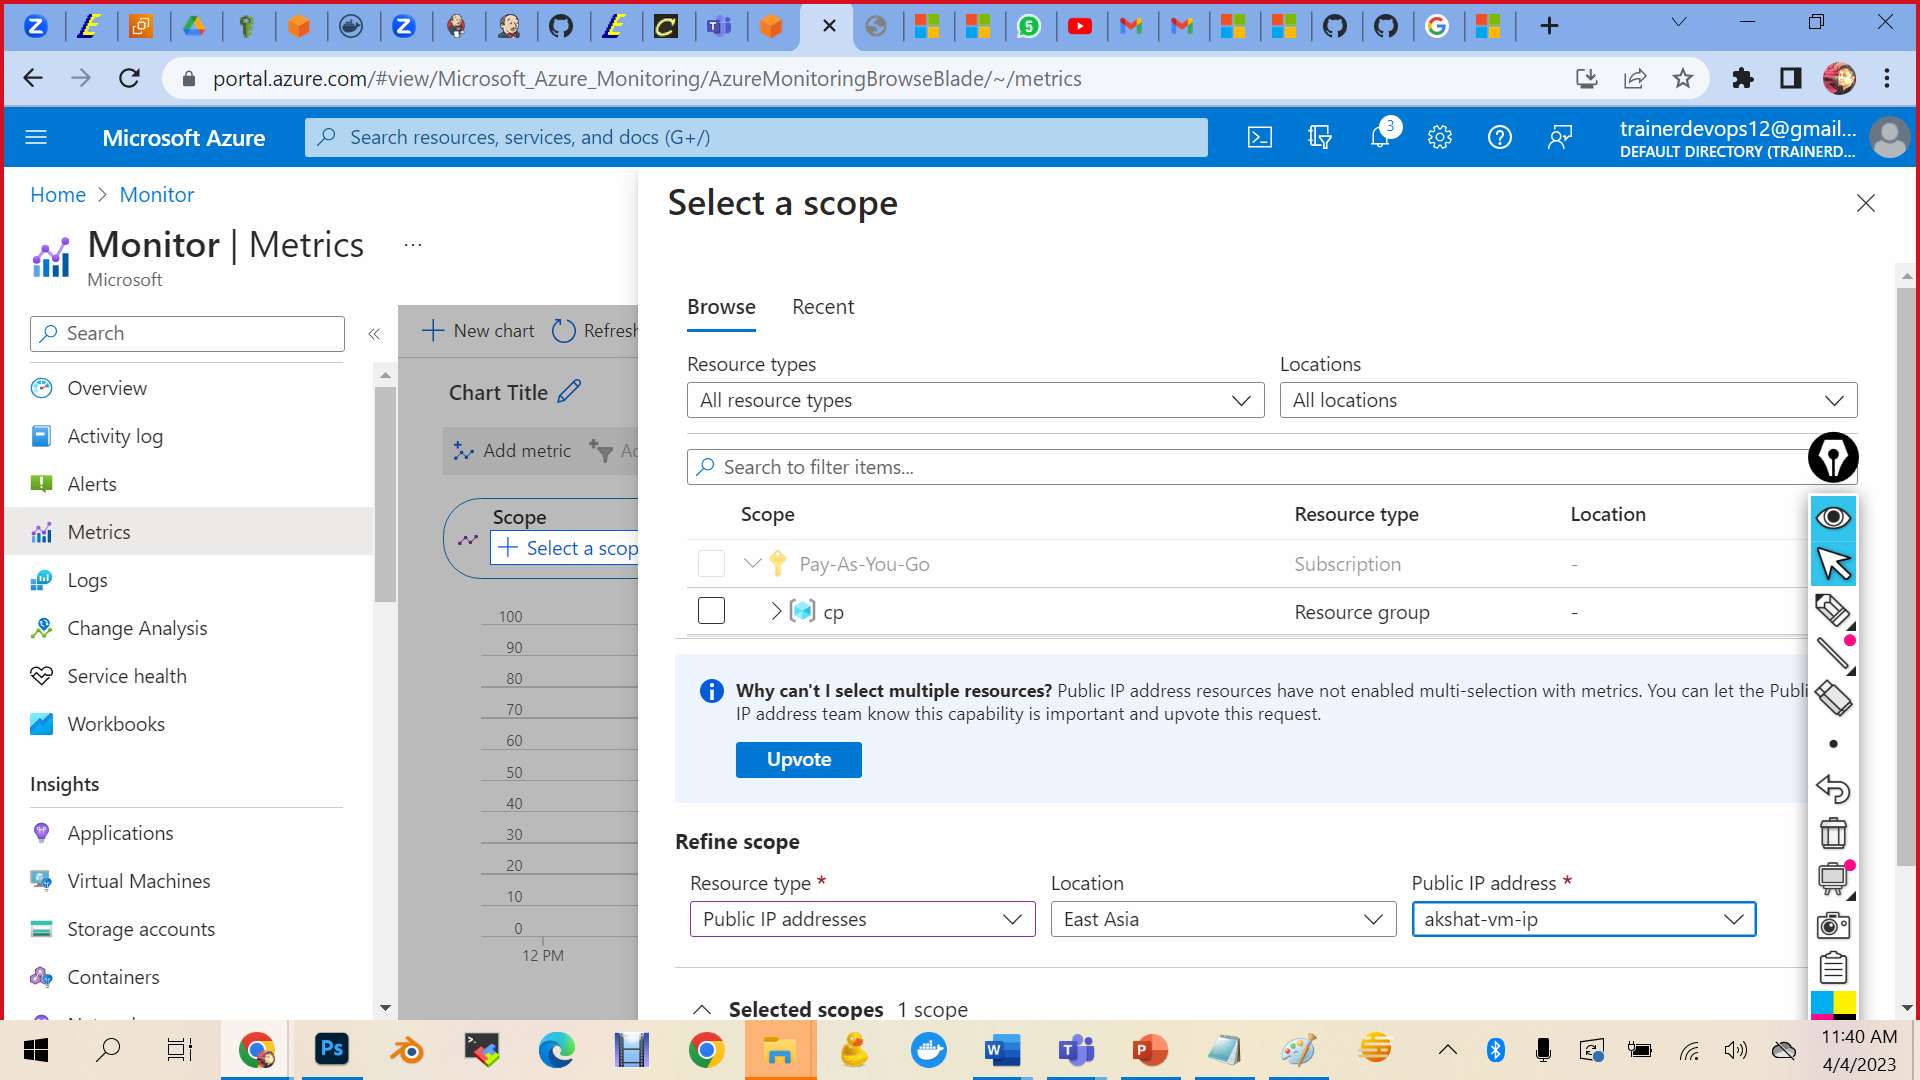 portal.azure.com/#view/Microsoft_Azure_Monitoring/AzureMonitoringBrowseBlade/~/metrics
Microsoft Azure
Search resources, services, and docs (G+/)
3
trainerdevops12@gmail...
DEFAULT DIRECTORY (TRAINERD...
Home > Monitor
Monitor | Metrics ...
Microsoft
Search
Overview
Activity log
Alerts
Metrics
Logs
Change Analysis
Service health
Workbooks
Insights
Applications
Virtual Machines
Storage accounts
Containers
New chart
Refresh
Chart Title
Add metric
Scope
Select a scop
100
90
80
70
60
50
40
30
20
10
0
12 PM
Select a scope
Browse
Recent
Resource types
Locations
All resource types
All locations
Search to filter items...
Scope
Resource type
Location
Pay-As-You-Go
Subscription
-
cp
Resource group
-
Why can't I select multiple resources? Public IP address resources have not enabled multi-selection with metrics. You can let the Publi
IP address team know this capability is important and upvote this request.
Upvote
Refine scope
Resource type *
Location
Public IP address *
Public IP addresses
East Asia
akshat-vm-ip
Selected scopes 1 scope
11:40 AM
4/4/2023